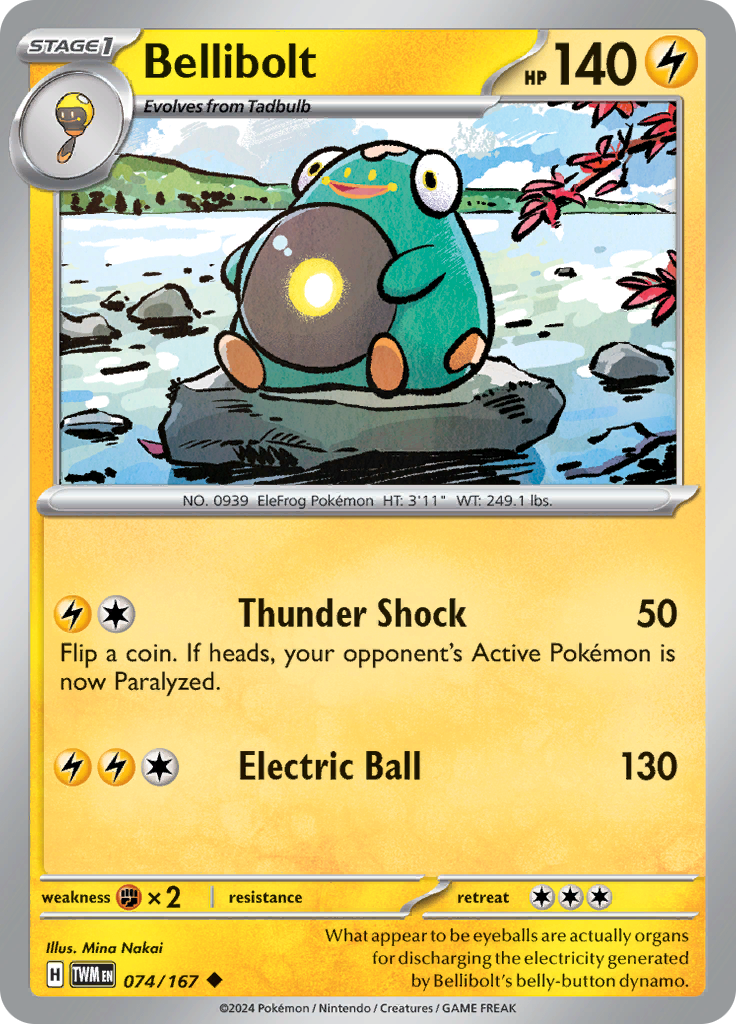 STAGE1
Bellibolt
HP 140
Evolves from Tadbulb
NO. 0939 EleFrog Pokémon HT: 3'11" WT: 249.1 lbs.
Thunder Shock 50
Flip a coin. If heads, your opponent's Active Pokémon is
now Paralyzed.
Electric Ball 130
weakness ×2 resistance retreat
Illus. Mina Nakai
H TWM EN 074/167
What appear to be eyeballs are actually organs
for discharging the electricity generated
by Bellibolt's belly-button dynamo.
©2024 Pokémon / Nintendo / Creatures / GAME FREAK